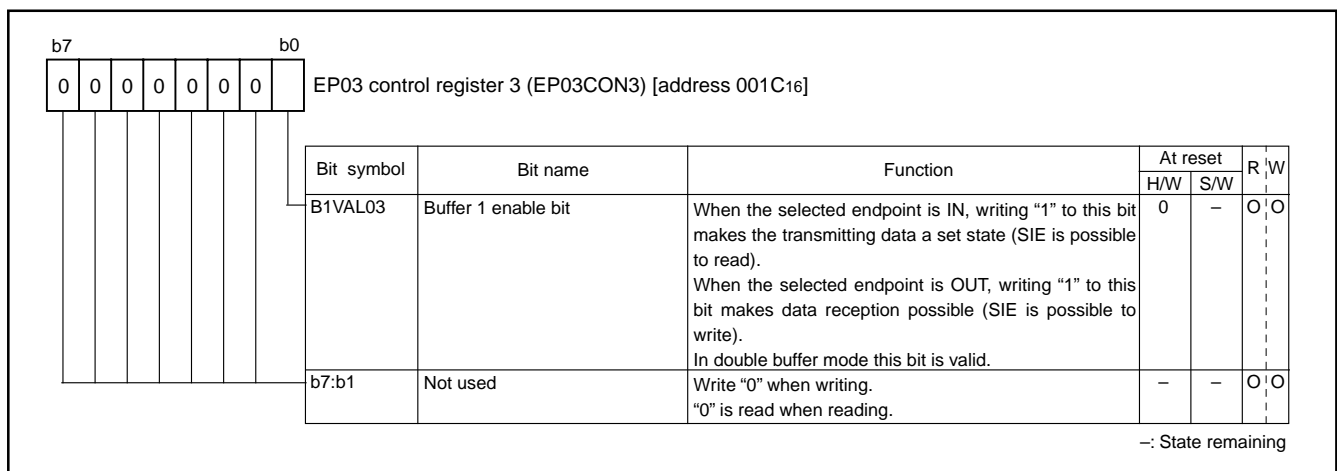 b7 b0
0 0 0 0 0 0 0
EP03 control register 3 (EP03CON3) [address 001C16]
Bit symbol Bit name Function At reset R W
H/W S/W
B1VAL03 Buffer 1 enable bit When the selected endpoint is IN, writing “1” to this bit 0 – O O
makes the transmitting data a set state (SIE is possible
to read).
When the selected endpoint is OUT, writing “1” to this
bit makes data reception possible (SIE is possible to
write).
In double buffer mode this bit is valid.
b7:b1 Not used Write “0” when writing. – – O O
“0” is read when reading.
–: State remaining